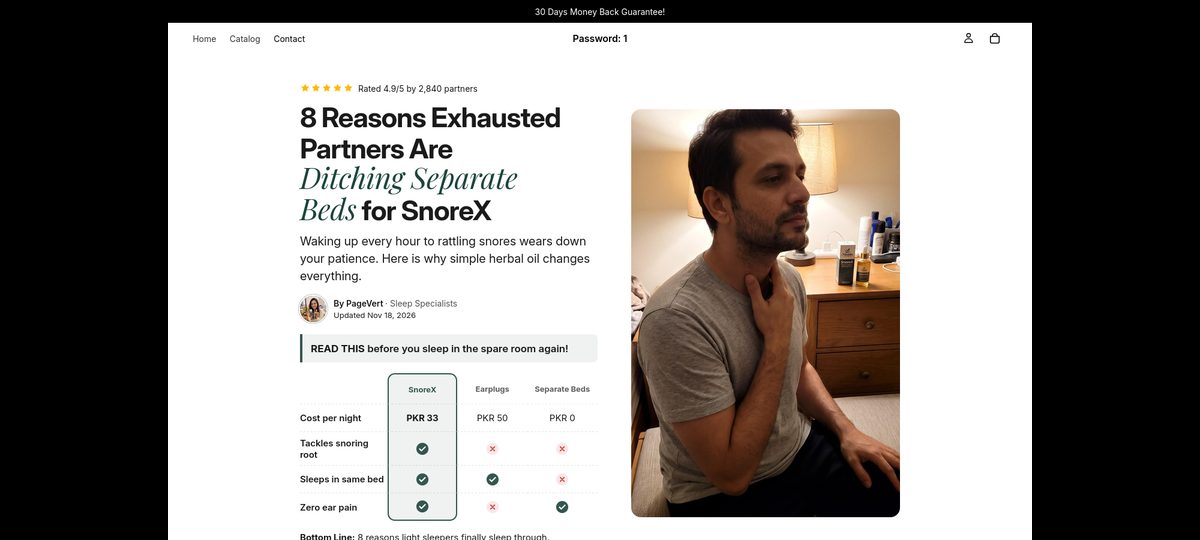 30 Days Money Back Guarantee!
Home Catalog Contact
Password: 1
Rated 4.9/5 by 2,840 partners
8 Reasons Exhausted
Partners Are
Ditching Separate
Beds for SnoreX
Waking up every hour to rattling snores wears down
your patience. Here is why simple herbal oil changes
everything.
By PageVert · Sleep Specialists
Updated Nov 18, 2026
READ THIS before you sleep in the spare room again!
SnoreX Earplugs Separate Beds
Cost per night PKR 33 PKR 50 PKR 0
Tackles snoring
root
Sleeps in same bed
Zero ear pain
Bottom Line: 8 reasons light sleepers finally sleep through.